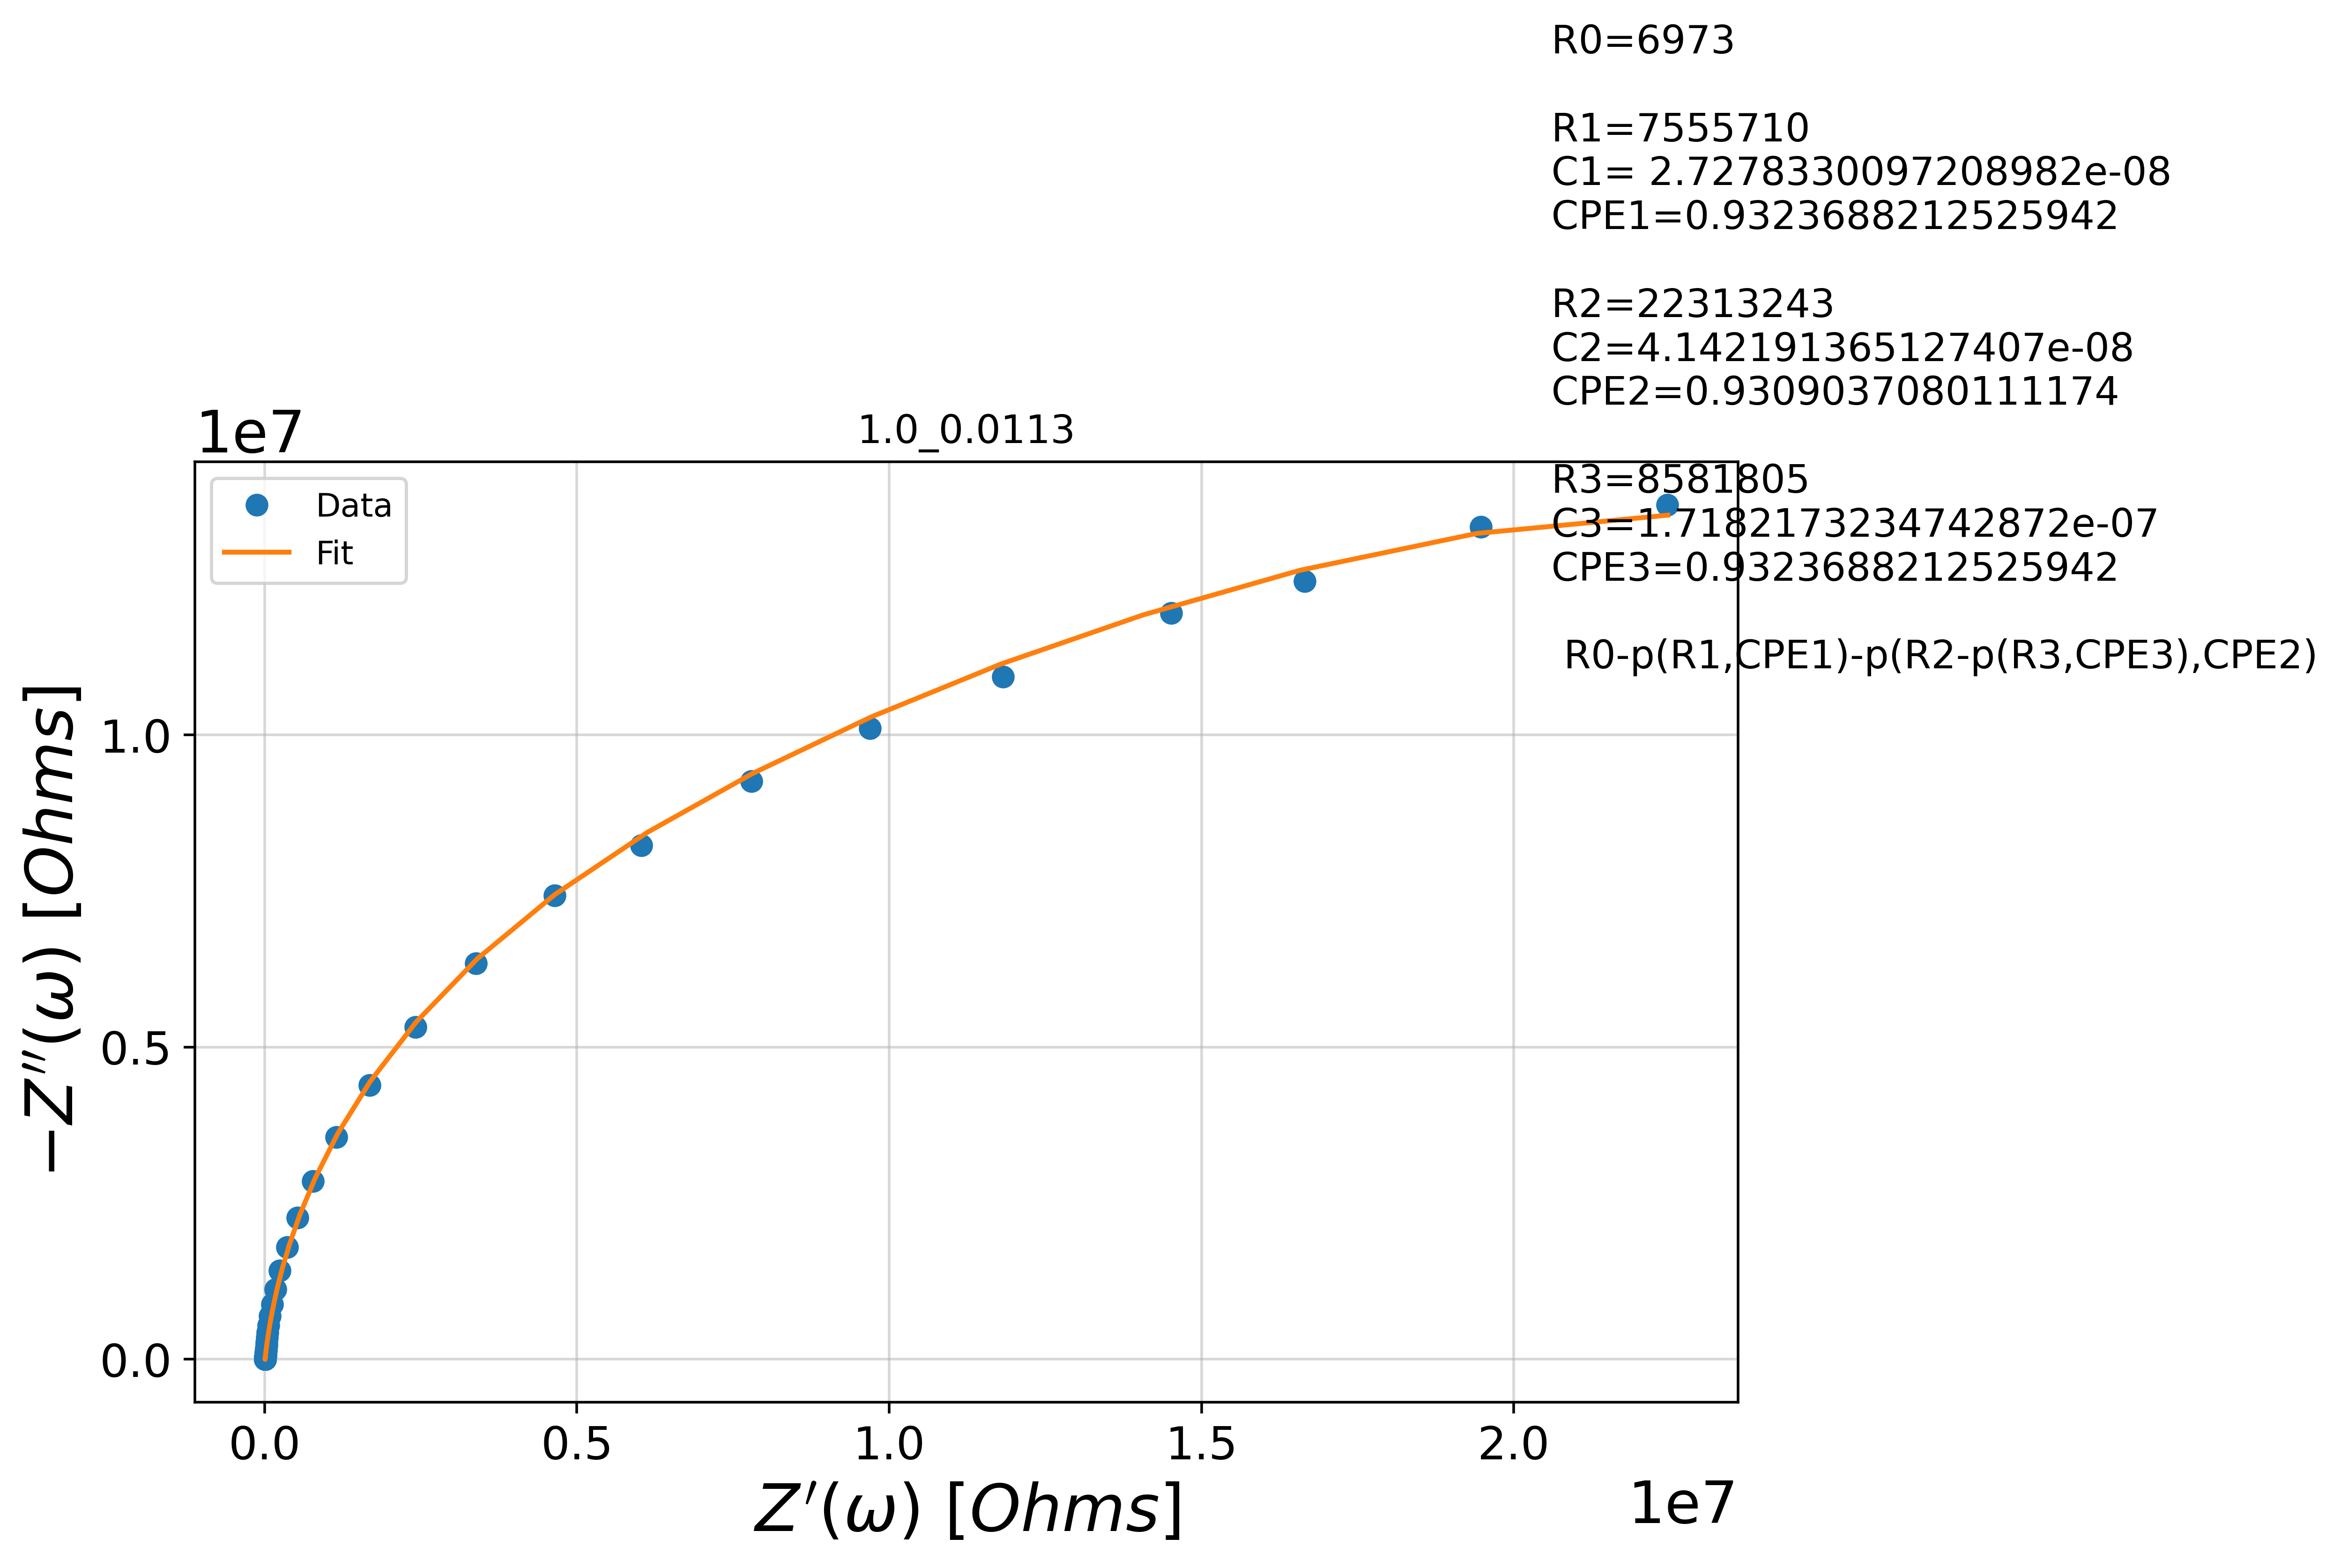 R0=6973
R1=7555710
C1= 2.7278330097208982e-08
CPE1=0.9323688212525942
R2=22313243
C2=4.142191365127407e-08
CPE2=0.9309037080111174
R3=8581805
C3=1.7182173234742872e-07
CPE3=0.9323688212525942
R0-p(R1,CPE1)-p(R2-p(R3,CPE3),CPE2)
1e7
1.0_0.0113
Data
Fit
1.0
0.5
0.0
−Z′′(ω) [Ohms]
0.0 0.5 1.0 1.5 2.0
1e7
Z′(ω) [Ohms]